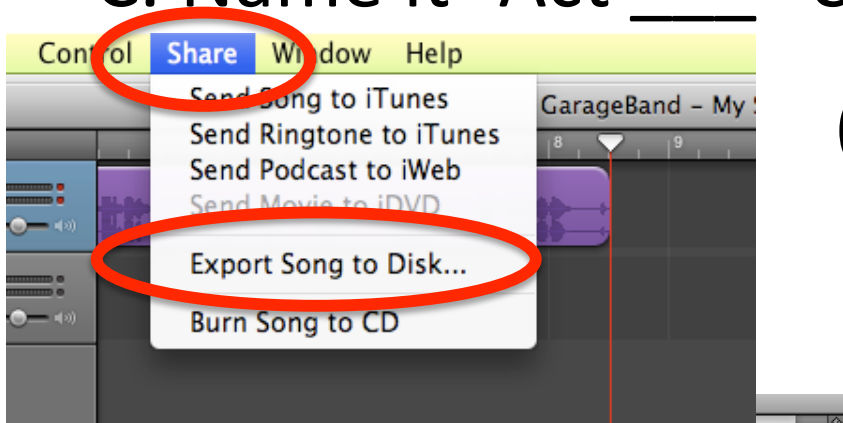 Control Share Window Help
Send Song to iTunes
GarageBand – My
Send Ringtone to iTunes
8 9
Send Podcast to iWeb
Send Movie to iDVD
Export Song to Disk...
Burn Song to CD